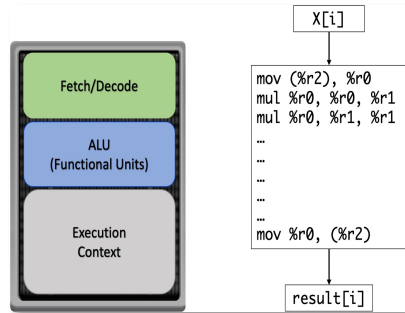 Fetch/Decode
ALU
(Functional Units)
Execution
Context
X[i]
mov (%r2), %r0
mul %r0, %r0, %r1
mul %r0, %r1, %r1
…
…
…
…
…
mov %r0, (%r2)
result[i]